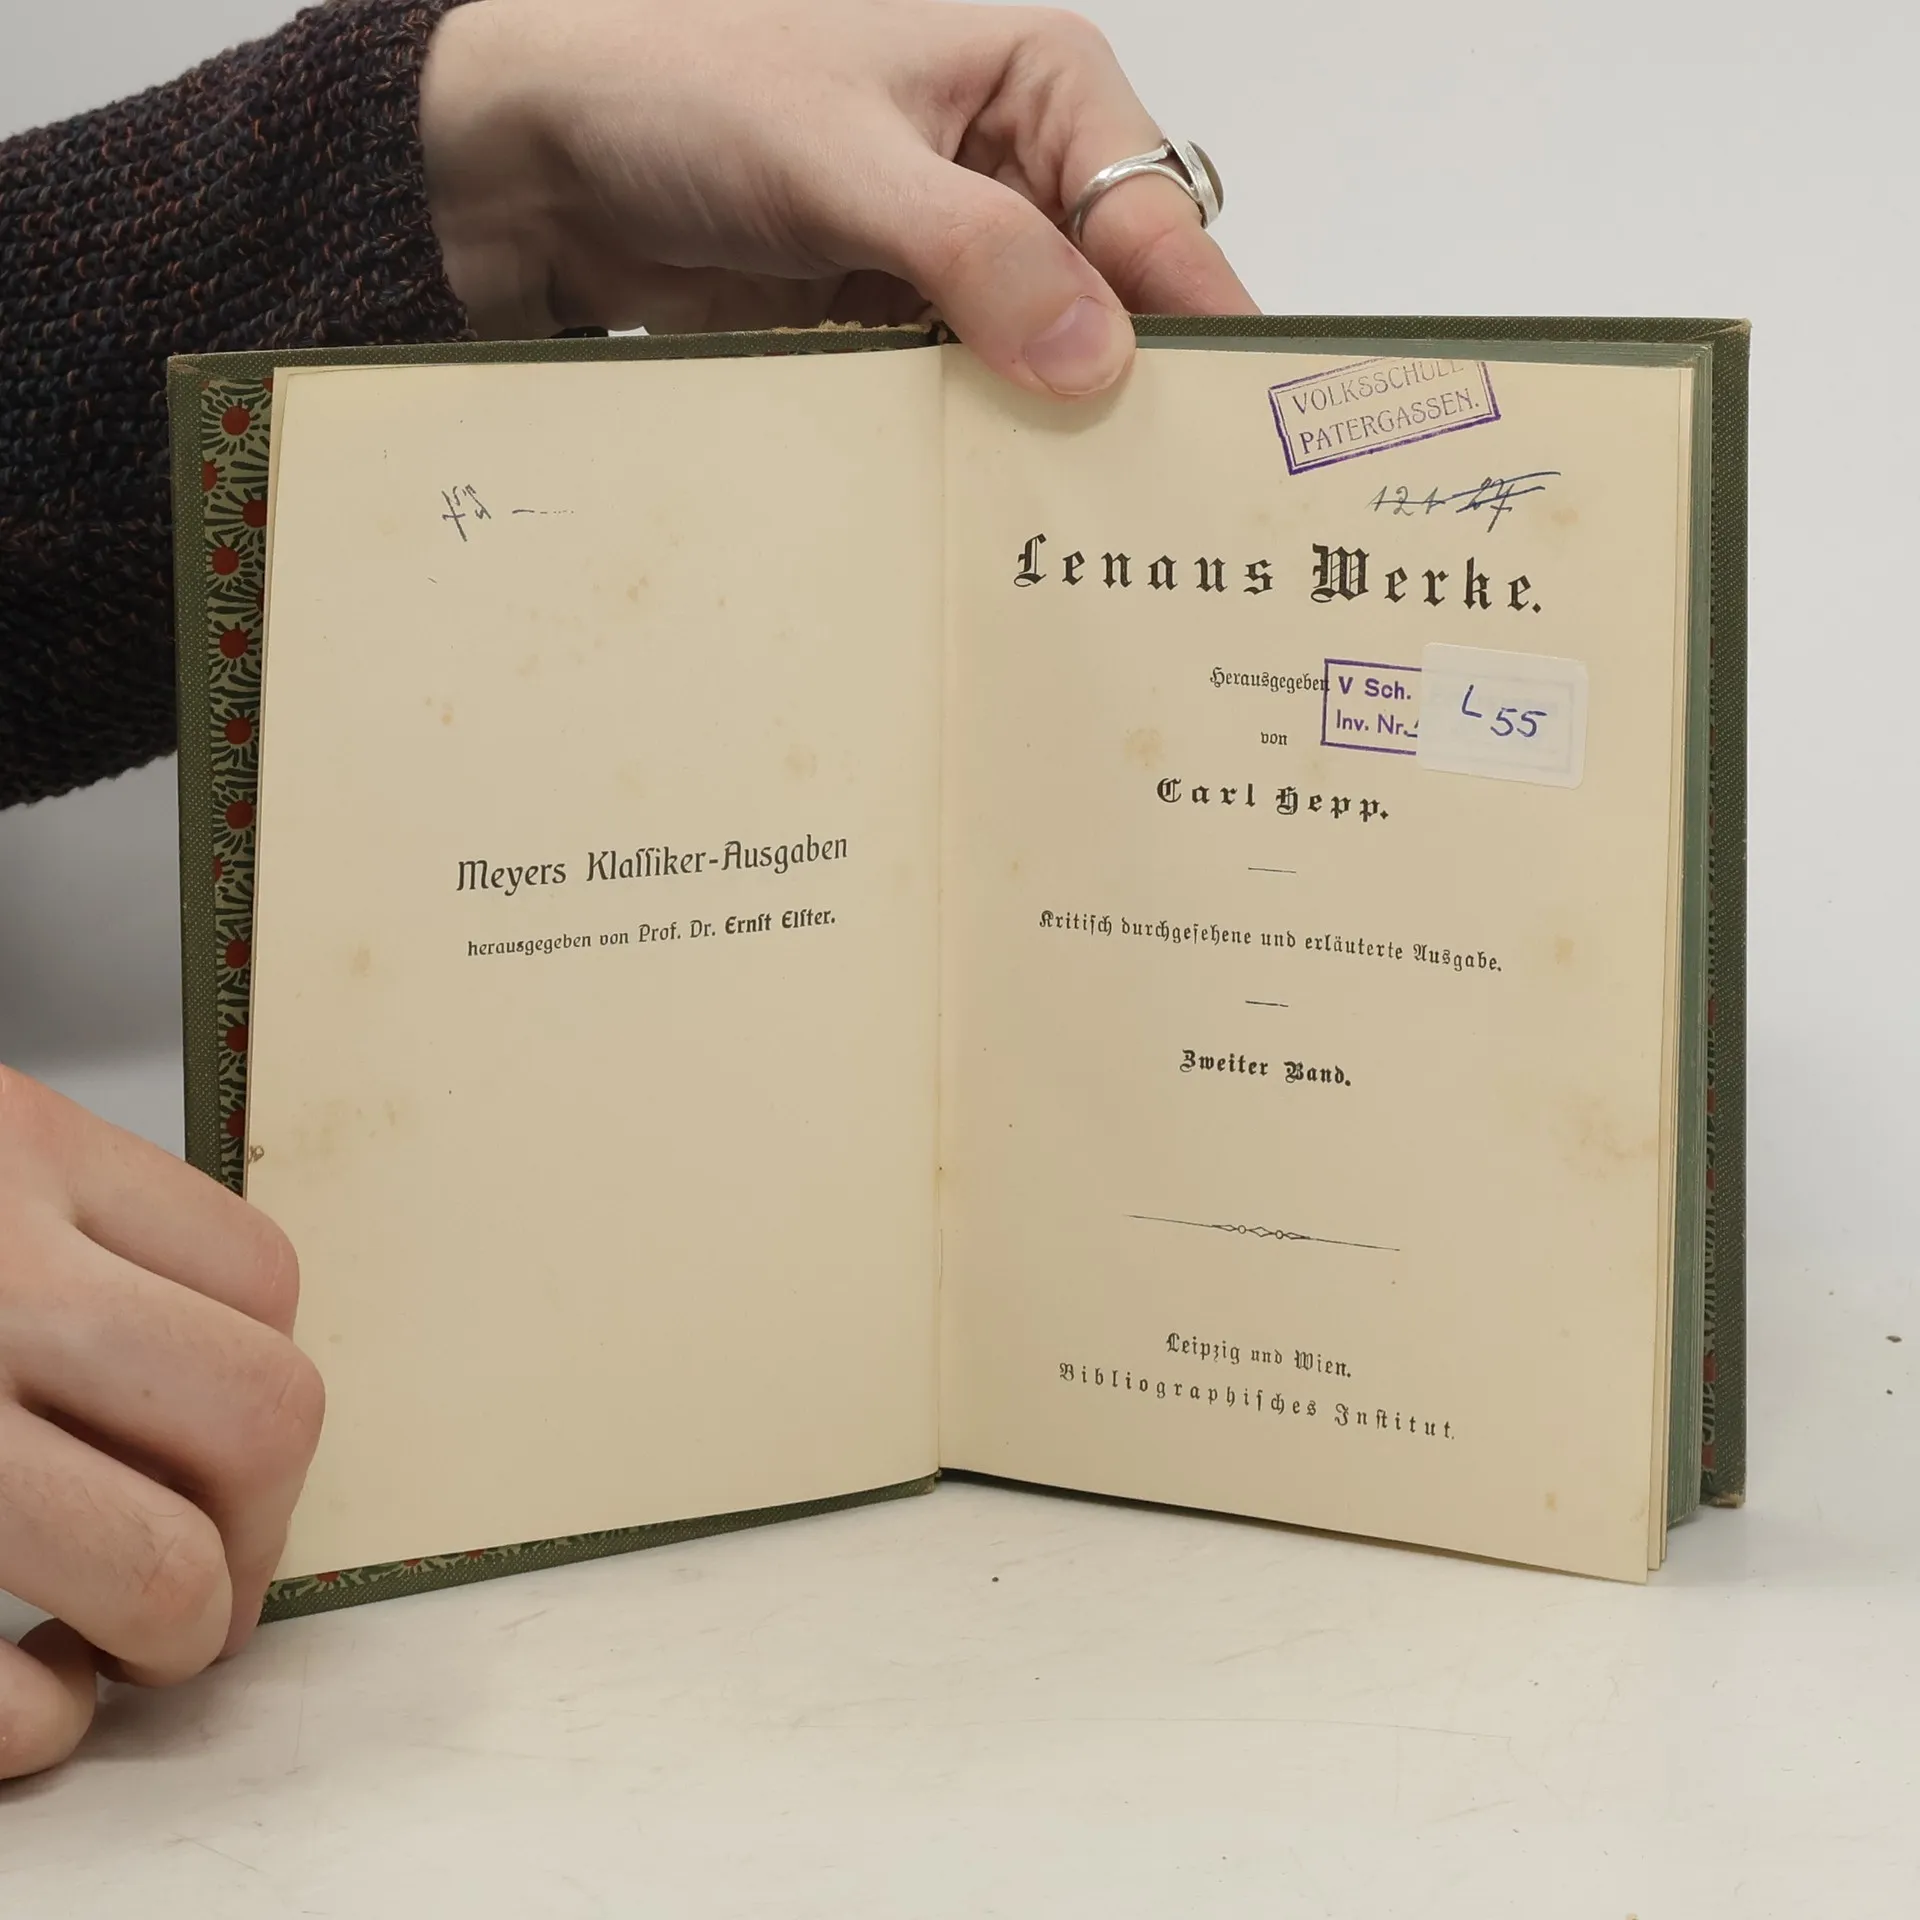 Meyers Klaſſiker-Ausgaben
herausgegeben von Prof. Dr. Ernſt Elſter.
VOLKSSCHULE
PATERGASSEN.
121 27
Lenaus Werke.
Herausgegeben
V Sch.
Inv. Nr.
L 55
von
Carl Hepp.
Kritiſch durchgeſehene und erläuterte Ausgabe.
Zweiter Band.
Leipzig und Wien.
Bibliographiſches Inſtitut.